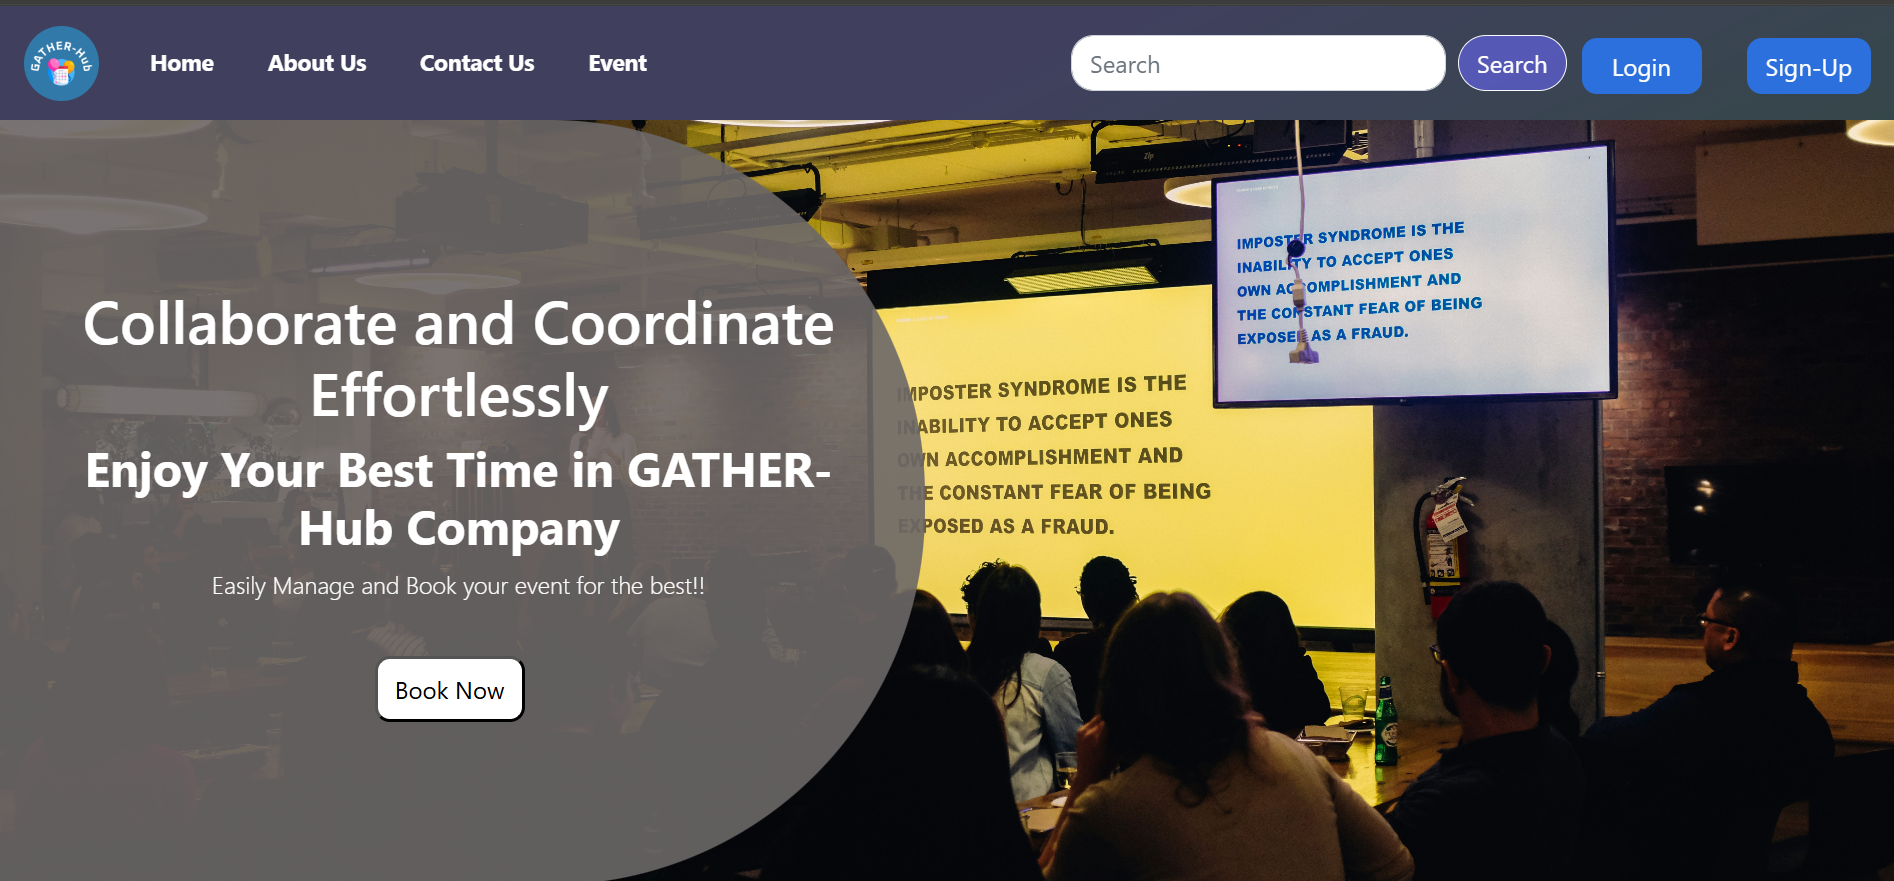 GATHER-Hub
Home
About Us
Contact Us
Event
Search
Search
Login
Sign-Up
Collaborate and Coordinate
Effortlessly
Enjoy Your Best Time in GATHER-
Hub Company
Easily Manage and Book your event for the best!!
Book Now
IMPOSTER SYNDROME IS THE
INABILITY TO ACCEPT ONES
OWN ACCOMPLISHMENT AND
THE CONSTANT FEAR OF BEING
EXPOSED AS A FRAUD.
IMPOSTER SYNDROME IS THE
INABILITY TO ACCEPT ONES
OWN ACCOMPLISHMENT AND
THE CONSTANT FEAR OF BEING
EXPOSED AS A FRAUD.